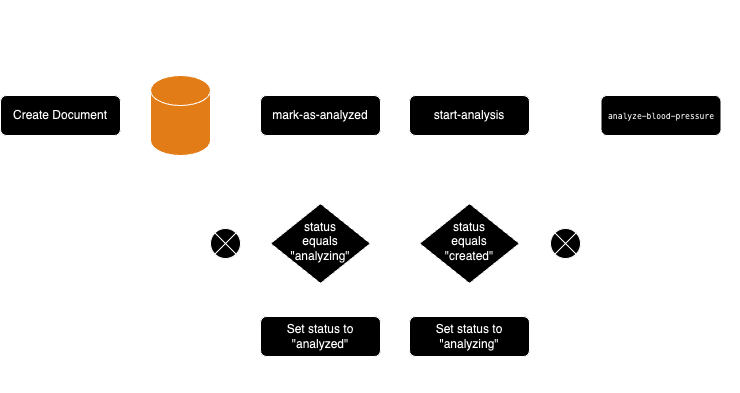 Create Document
mark-as-analyzed
start-analysis
analyze-blood-pressure
status
equals
"analyzing"
status
equals
"created"
Set status to
"analyzed"
Set status to
"analyzing"